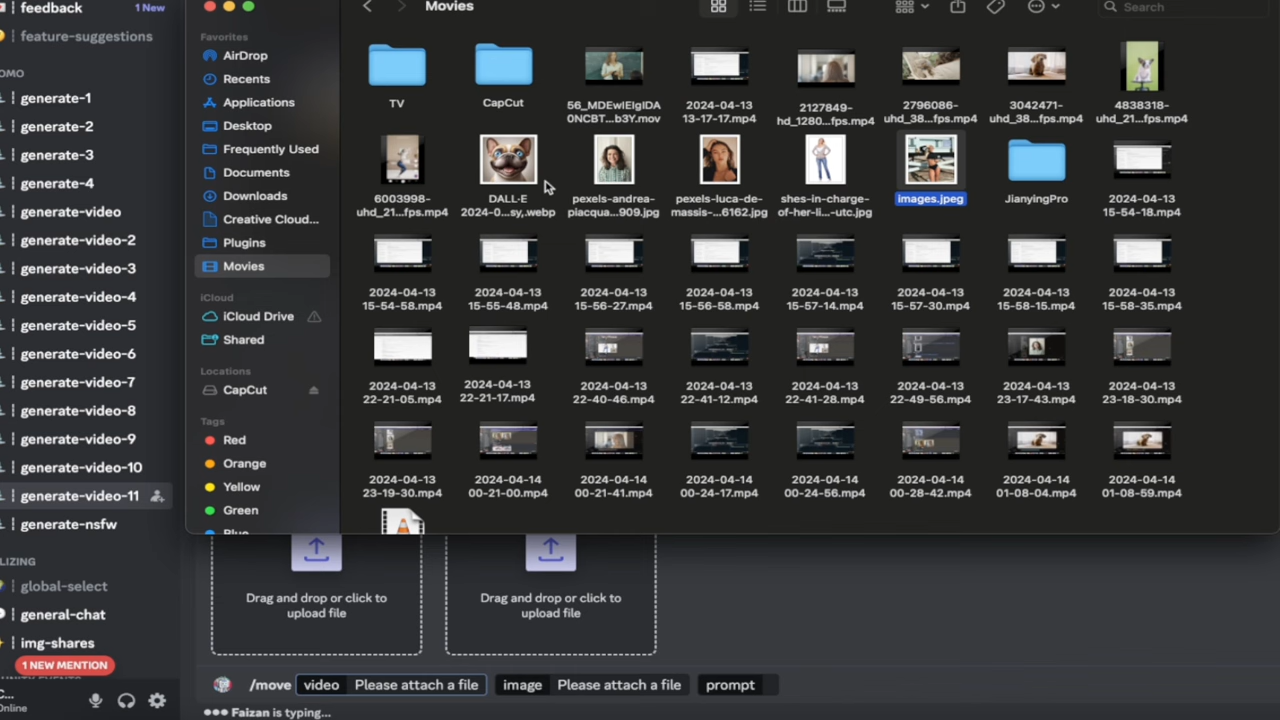 feedback
1 New
feature-suggestions
OMO
generate-1
generate-2
generate-3
generate-4
generate-video
generate-video-2
generate-video-3
generate-video-4
generate-video-5
generate-video-6
generate-video-7
generate-video-8
generate-video-9
generate-video-10
generate-video-11
generate-nsfw
LIZING
global-select
general-chat
img-shares
1 NEW MENTION
C...
Online
Favorites
AirDrop
Recents
Applications
Desktop
Frequently Used
Documents
Downloads
Creative Cloud...
Plugins
Movies
iCloud
iCloud Drive
Shared
Locations
CapCut
Tags
Red
Orange
Yellow
Green
Blue
Movies
Search
TV
CapCut
56_MDEwIEIgIDA
0NCBT...b3Y.mov
2024-04-13
13-17-17.mp4
2127849-
hd_1280...fps.mp4
2796086-
uhd_38...fps.mp4
3042471-
uhd_38...fps.mp4
4838318-
uhd_21...fps.mp4
6003998-
uhd_21...fps.mp4
DALL·E
2024-0...sy,.webp
pexels-andrea-
piacqua...909.jpg
pexels-luca-de-
massis-...6162.jpg
shes-in-charge-
of-her-li...-utc.jpg
images.jpeg
JianyingPro
2024-04-13
15-54-18.mp4
2024-04-13
15-54-58.mp4
2024-04-13
15-55-48.mp4
2024-04-13
15-56-27.mp4
2024-04-13
15-56-58.mp4
2024-04-13
15-57-14.mp4
2024-04-13
15-57-30.mp4
2024-04-13
15-58-15.mp4
2024-04-13
15-58-35.mp4
2024-04-13
22-21-05.mp4
2024-04-13
22-21-17.mp4
2024-04-13
22-40-46.mp4
2024-04-13
22-41-12.mp4
2024-04-13
22-41-28.mp4
2024-04-13
22-49-56.mp4
2024-04-13
23-17-43.mp4
2024-04-13
23-18-30.mp4
2024-04-13
23-19-30.mp4
2024-04-14
00-21-00.mp4
2024-04-14
00-21-41.mp4
2024-04-14
00-24-17.mp4
2024-04-14
00-24-56.mp4
2024-04-14
00-28-42.mp4
2024-04-14
01-08-04.mp4
2024-04-14
01-08-59.mp4
Drag and drop or click to
upload file
Drag and drop or click to
upload file
/move video Please attach a file image Please attach a file prompt
Faizan is typing...